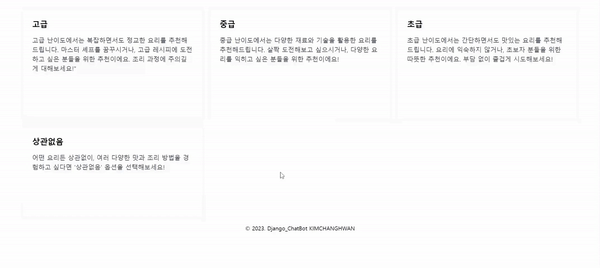 고급
고급 난이도에서는 복잡하면서도 정교한 요리를 추천해
드립니다. 마스터 셰프를 꿈꾸시거나, 고급 레시피에 도전
하고 싶은 분들을 위한 추천이에요. 조리 과정에 주의깊
게 대해보세요!"
중급
중급 난이도에서는 다양한 재료와 기술을 활용한 요리를
추천해드립니다. 살짝 도전해보고 싶으시거나, 다양한 요
리를 익히고 싶은 분들을 위한 추천이에요!
초급
초급 난이도에서는 간단하면서도 맛있는 요리를 추천해
드립니다. 요리에 익숙하지 않거나, 초보자 분들을 위한
따뜻한 추천이에요. 부담 없이 즐겁게 시도해보세요!
상관없음
어떤 요리든 상관없이, 여러 다양한 맛과 조리 방법을 경
험하고 싶다면 '상관없음' 옵션을 선택해보세요!
© 2023. Django_ChatBot KIMCHANGHWAN